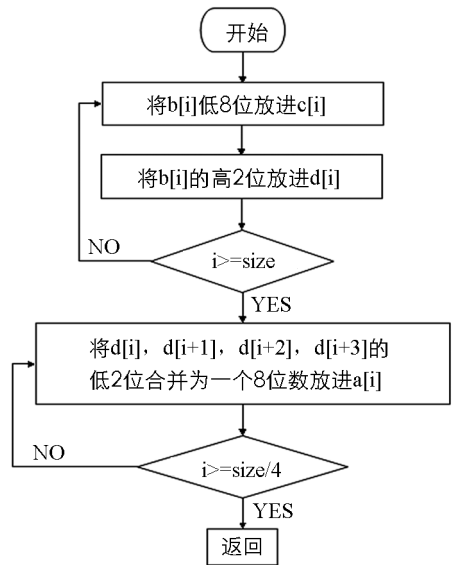 开始
将b[i]低8位放进c[i]
将b[i]的高2位放进d[i]
NO
i>=size
YES
将d[i]，d[i+1]，d[i+2]，d[i+3]的
低2位合并为一个8位数放进a[i]
NO
i>=size/4
YES
返回